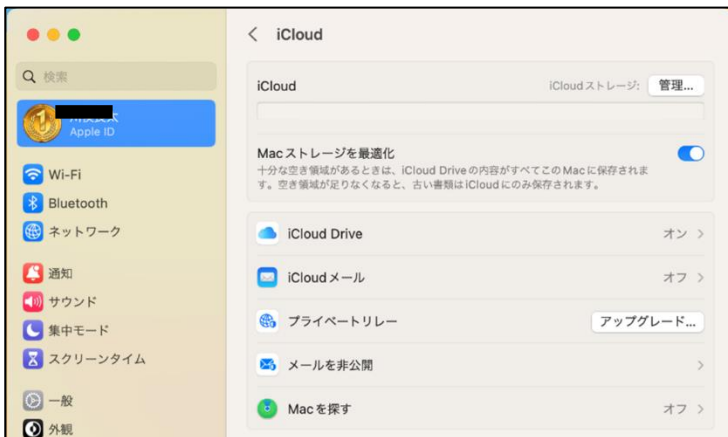 iCloud
検索
Apple ID
Wi-Fi
Bluetooth
ネットワーク
通知
サウンド
集中モード
スクリーンタイム
一般
外観
iCloud
iCloudストレージ:
管理...
Macストレージを最適化
十分な空き領域があるときは、iCloud Driveの内容がすべてこのMacに保存されま
す。空き領域が足りなくなると、古い書類はiCloudにのみ保存されます。
iCloud Drive
オン
iCloudメール
オフ
プライベートリレー
アップグレード...
メールを非公開
Macを探す
オフ